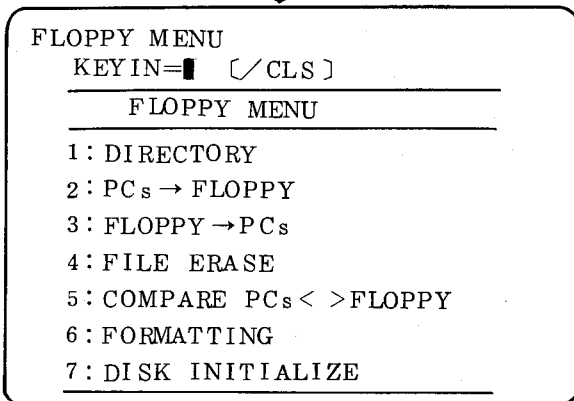 FLOPPY MENU
KEYIN=▮ 〔/CLS〕
FLOPPY MENU
1: DIRECTORY
2: PCs → FLOPPY
3: FLOPPY → PCs
4: FILE ERASE
5: COMPARE PCs< >FLOPPY
6: FORMATTING
7: DISK INITIALIZE